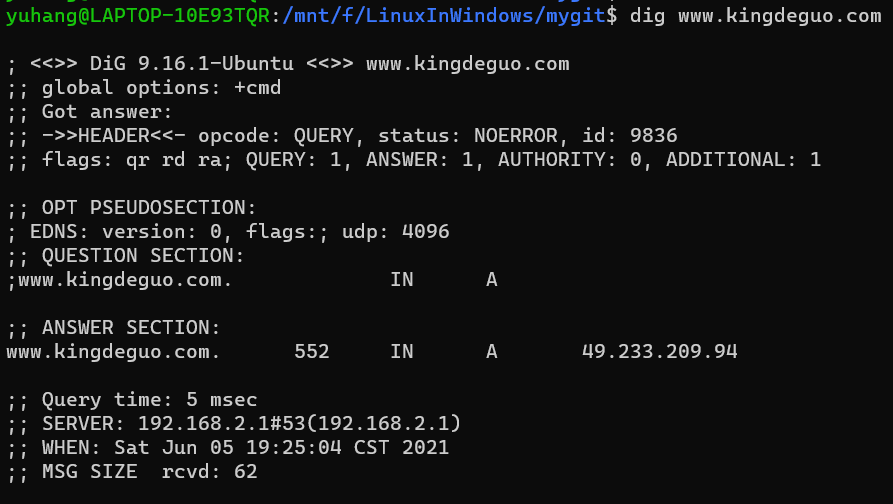 yuhang@LAPTOP-10E93TQR:/mnt/f/LinuxInWindows/mygit$ dig www.kingdeguo.com

; <<>> DiG 9.16.1-Ubuntu <<>> www.kingdeguo.com
;; global options: +cmd
;; Got answer:
;; ->>HEADER<<- opcode: QUERY, status: NOERROR, id: 9836
;; flags: qr rd ra; QUERY: 1, ANSWER: 1, AUTHORITY: 0, ADDITIONAL: 1

;; OPT PSEUDOSECTION:
; EDNS: version: 0, flags:; udp: 4096
;; QUESTION SECTION:
;www.kingdeguo.com.		IN	A

;; ANSWER SECTION:
www.kingdeguo.com.	552	IN	A	49.233.209.94

;; Query time: 5 msec
;; SERVER: 192.168.2.1#53(192.168.2.1)
;; WHEN: Sat Jun 05 19:25:04 CST 2021
;; MSG SIZE  rcvd: 62